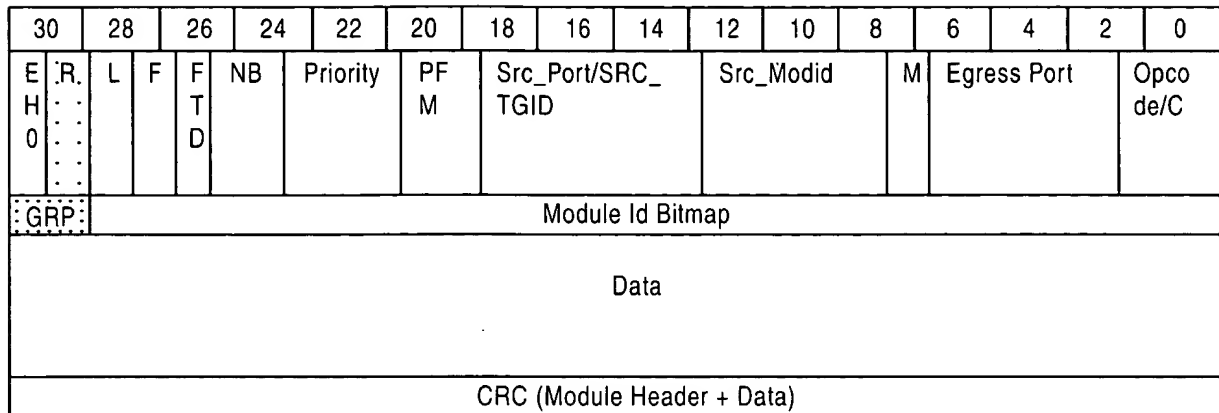 30 28 26 24 22 20 18 16 14 12 10 8 6 4 2 0
E R L F F NB Priority PF Src_Port/SRC_ Src_Modid M Egress Port Opco
H T M TGID de/C
0 D
GRP Module Id Bitmap
Data
CRC (Module Header + Data)